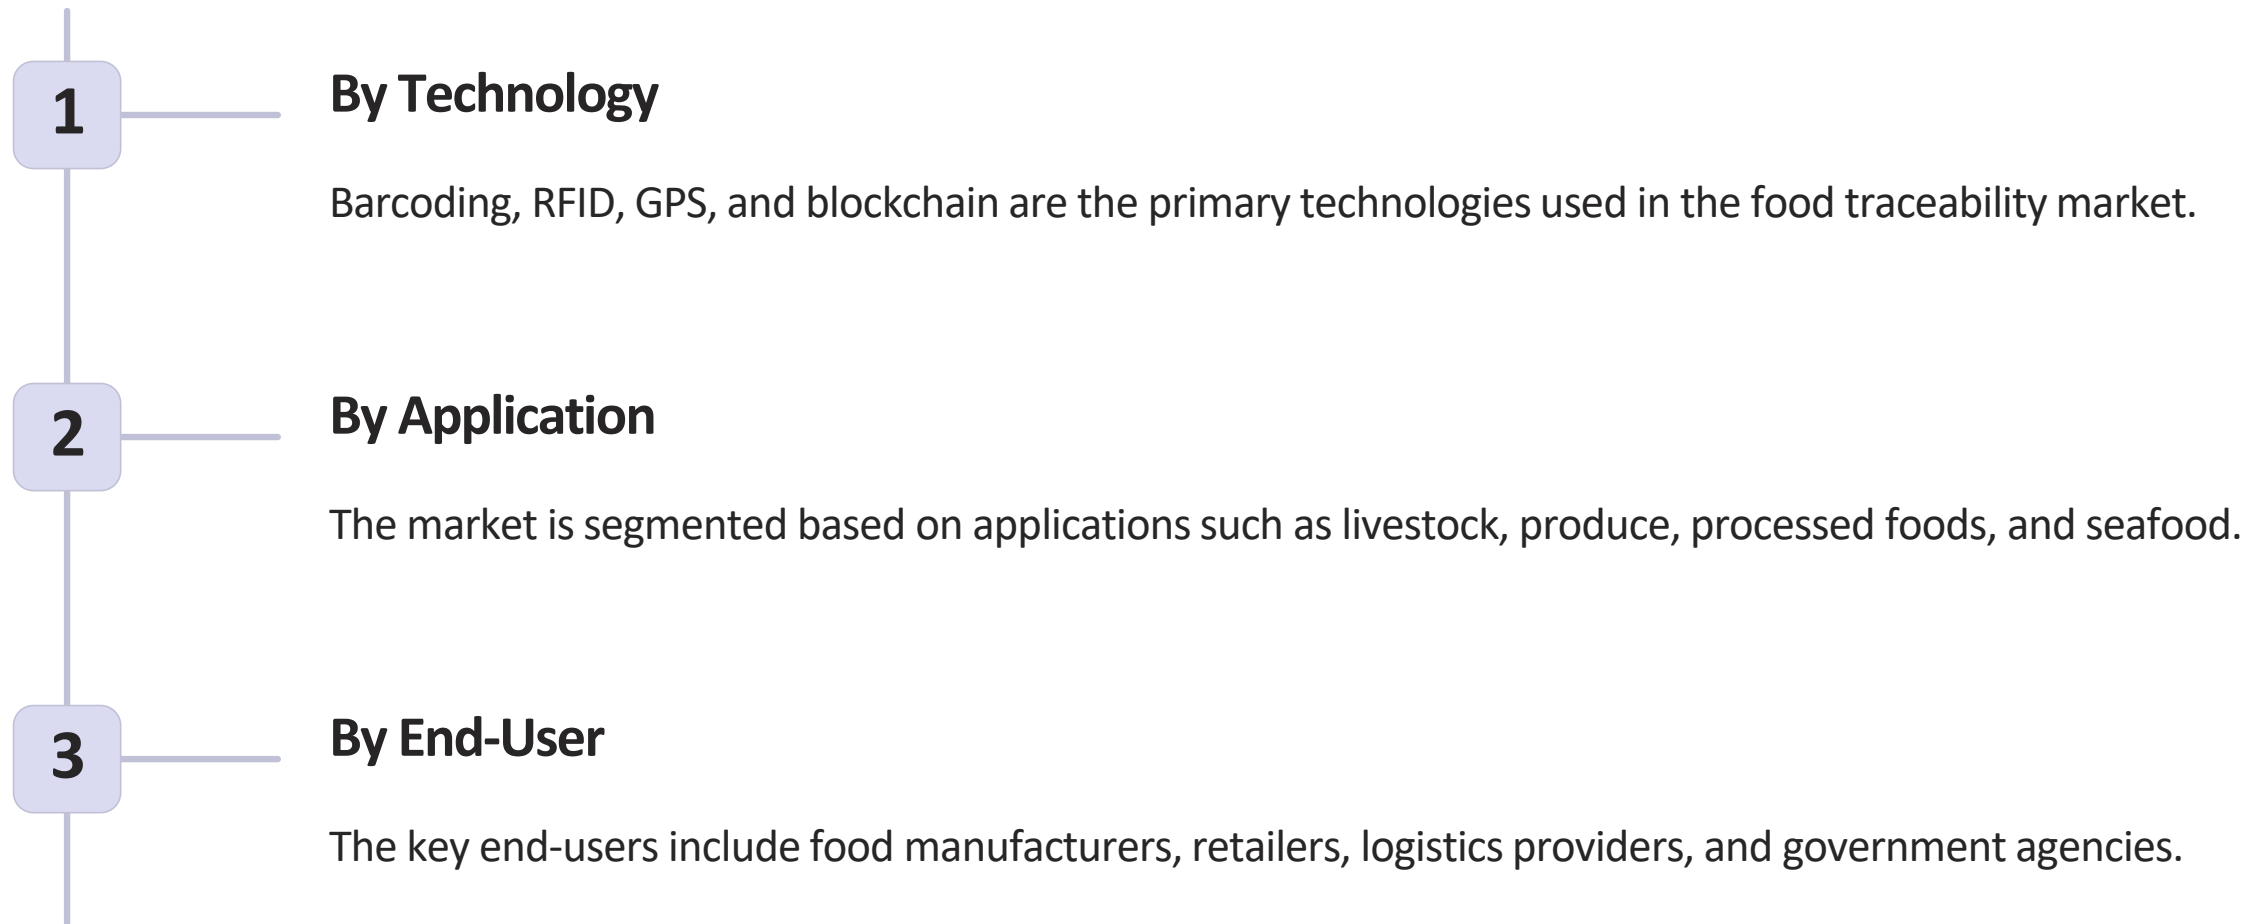 1
By Technology
Barcoding, RFID, GPS, and blockchain are the primary technologies used in the food traceability market.
2
By Application
The market is segmented based on applications such as livestock, produce, processed foods, and seafood.
3
By End-User
The key end-users include food manufacturers, retailers, logistics providers, and government agencies.